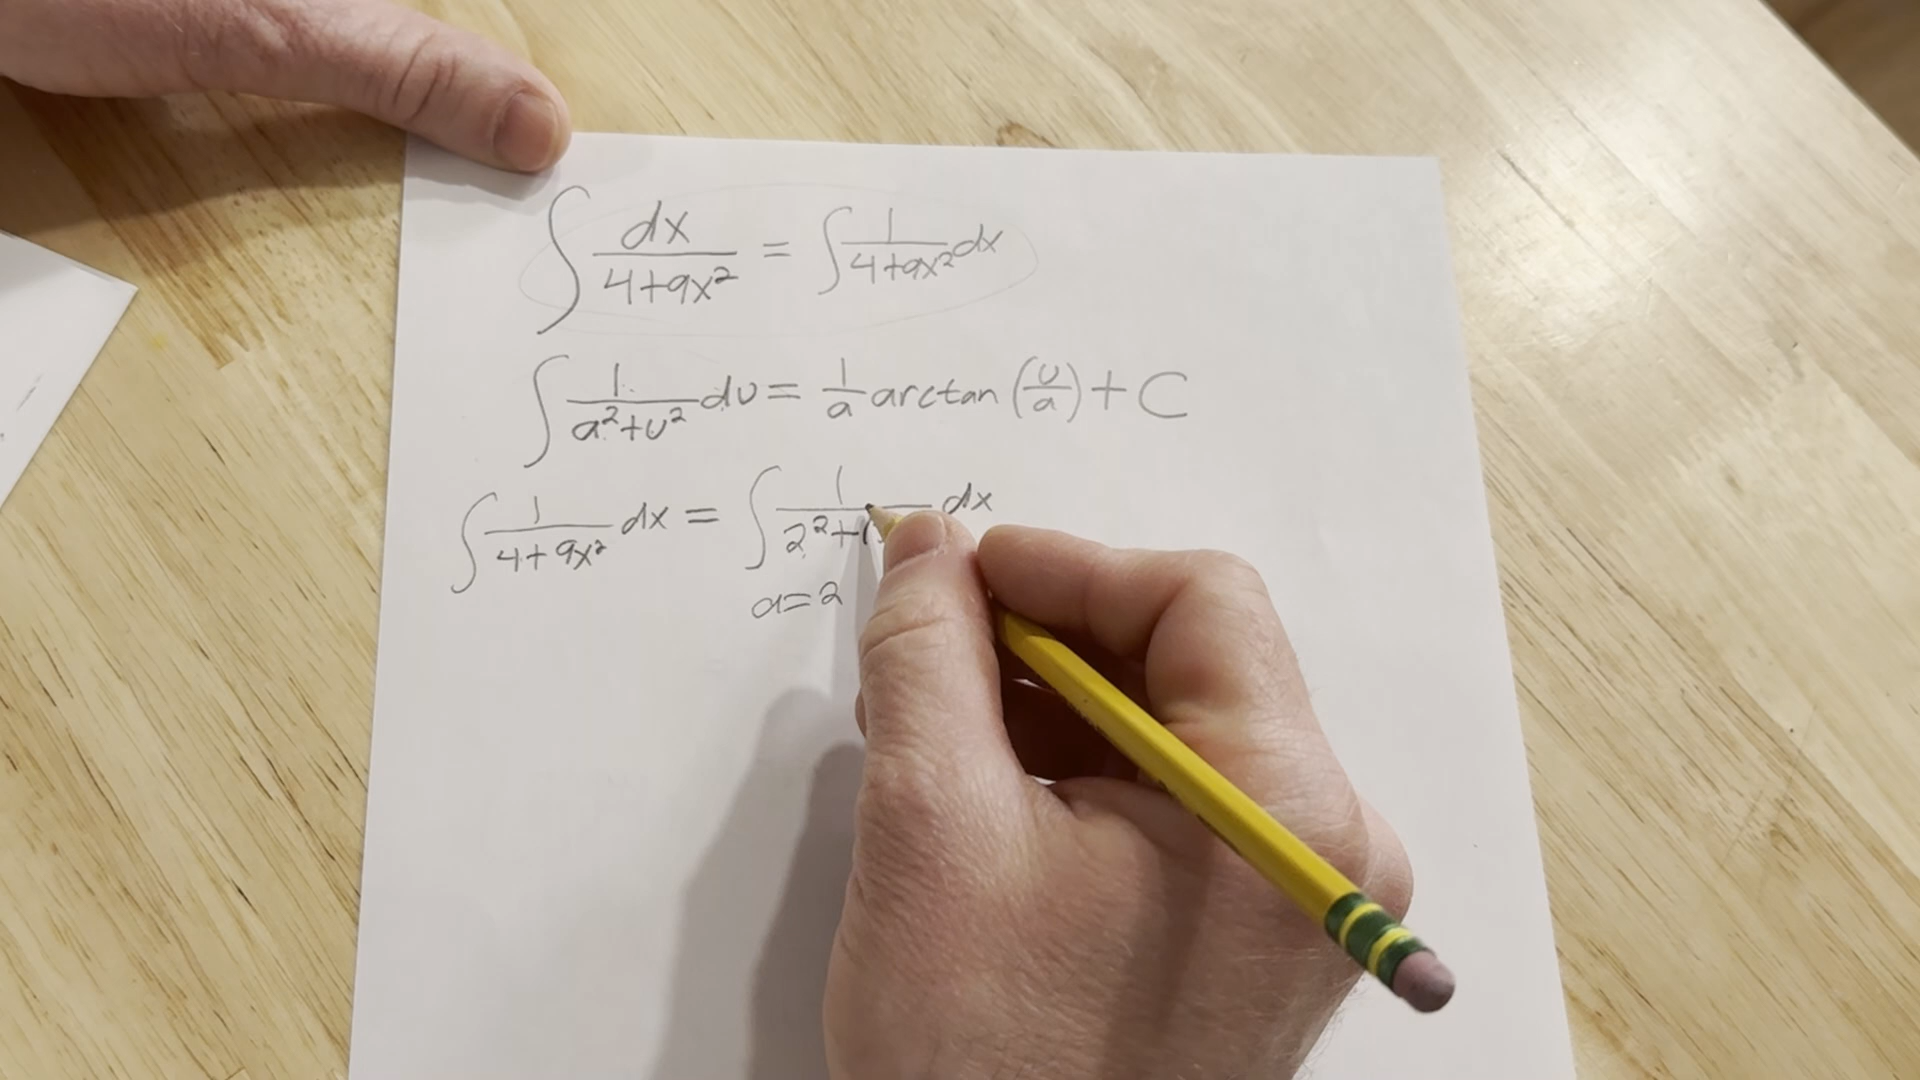 ∫ dx/(4+9x²) = ∫ 1/(4+9x²) dx
∫ 1/(a²+u²) du = 1/a arctan (u/a) + C
∫ 1/(4+9x²) dx = ∫ 1/(2²+( dx
a=2